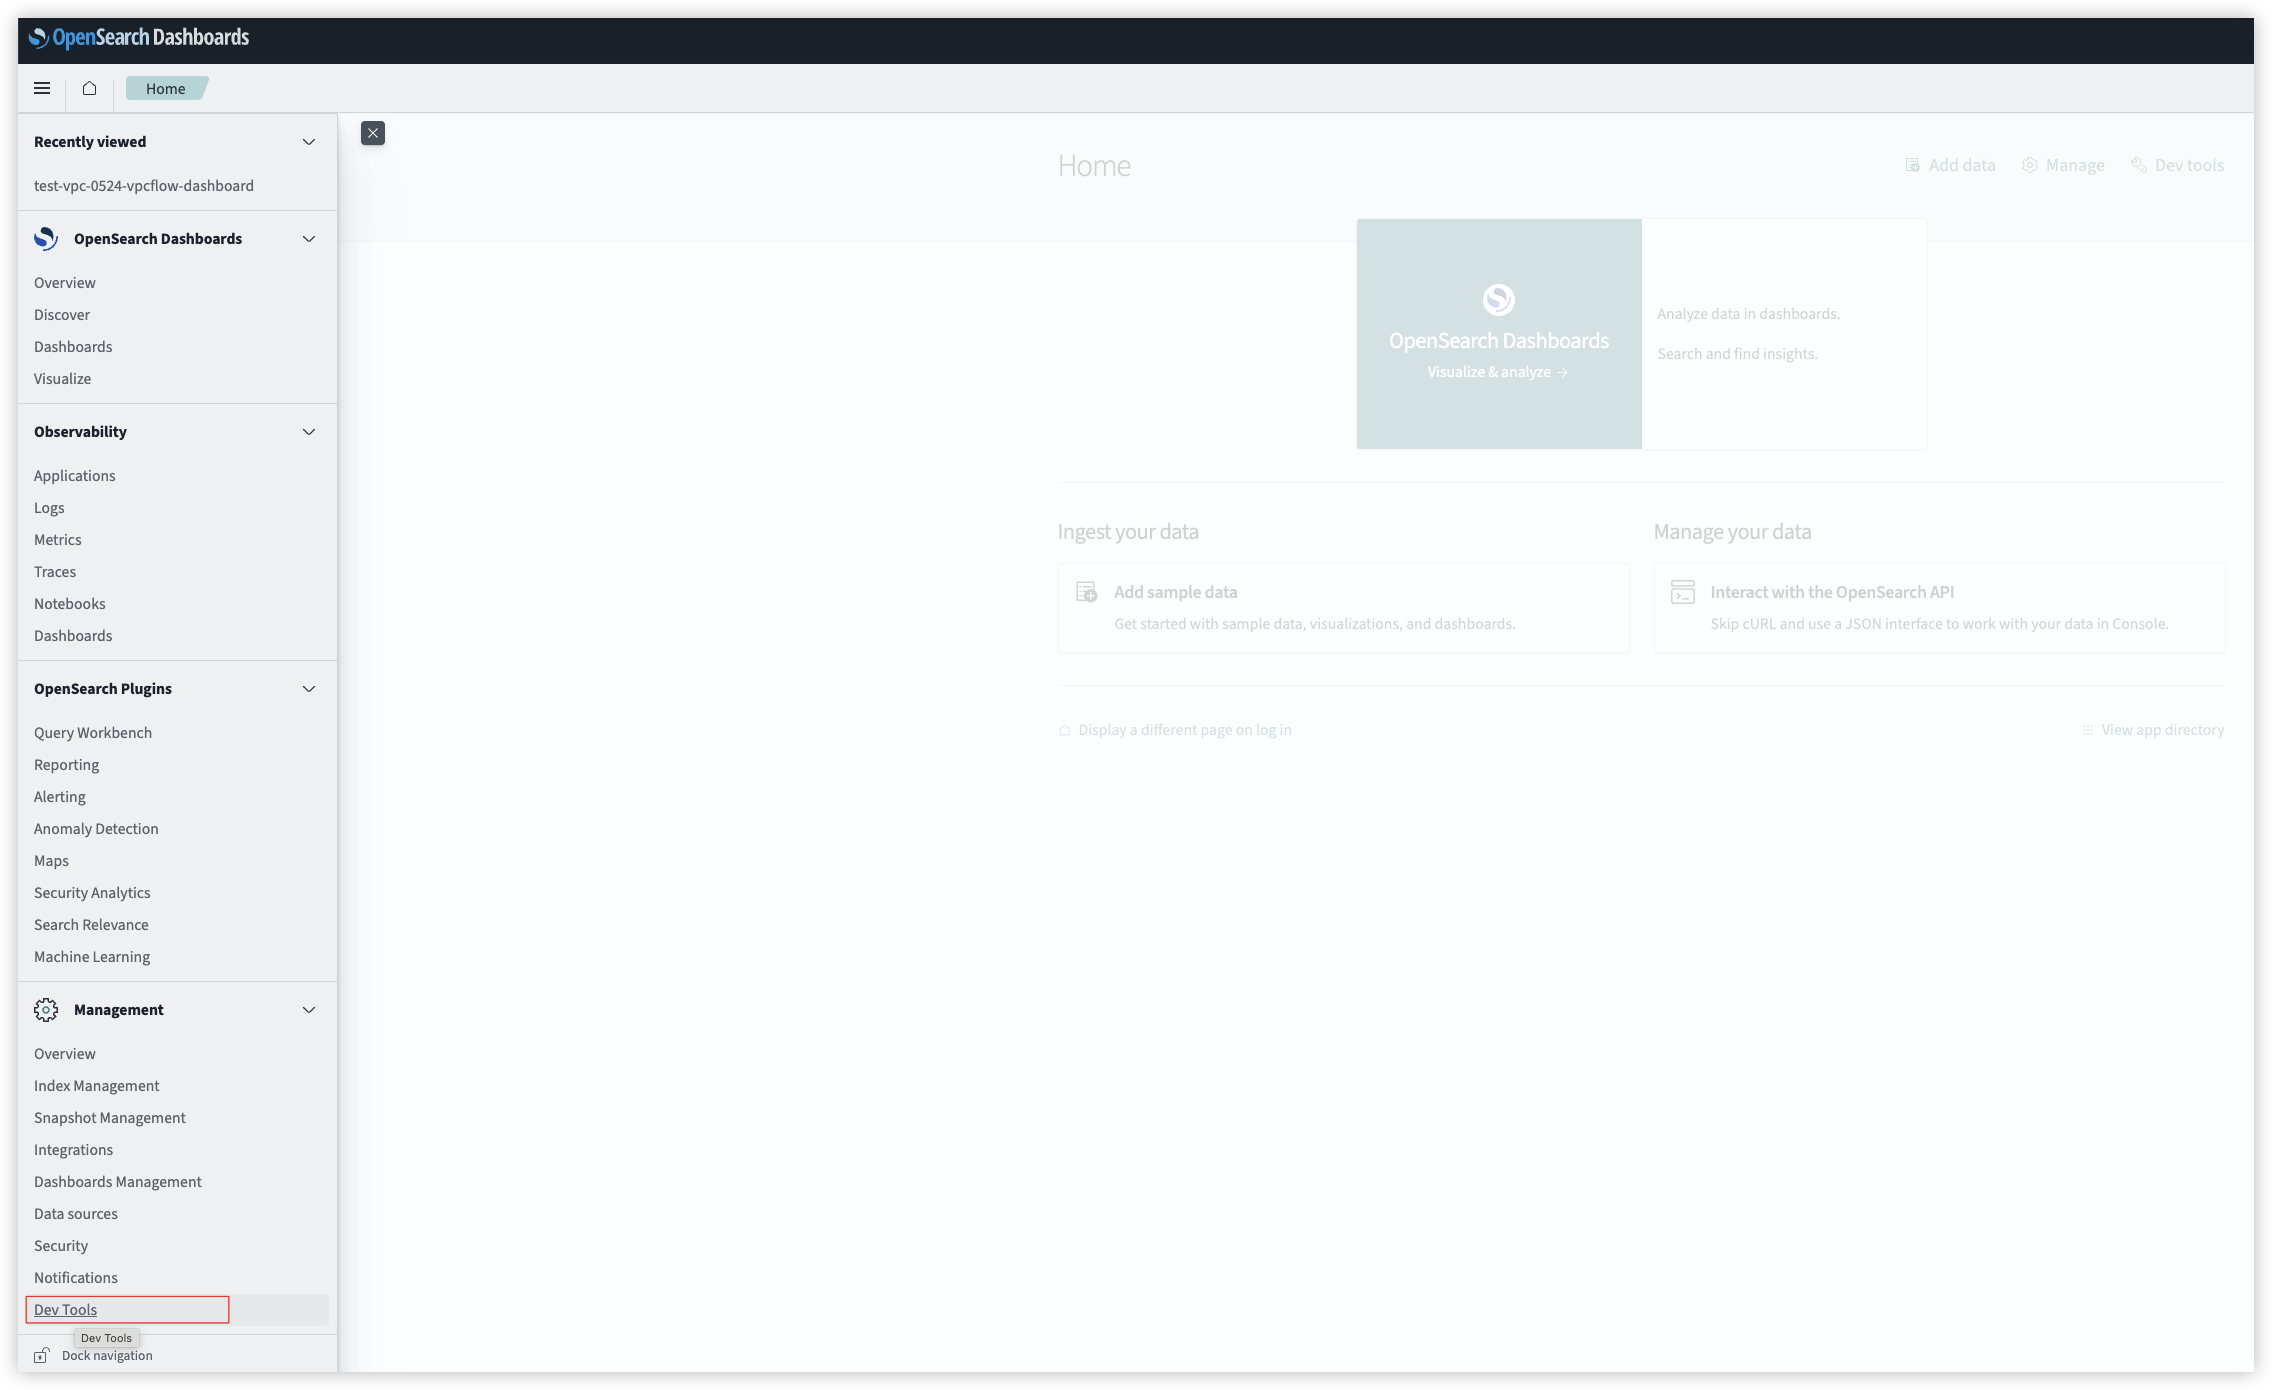 OpenSearch Dashboards
Home
Recently viewed
test-vpc-0524-vpcflow-dashboard
OpenSearch Dashboards
Overview
Discover
Dashboards
Visualize
Observability
Applications
Logs
Metrics
Traces
Notebooks
Dashboards
OpenSearch Plugins
Query Workbench
Reporting
Alerting
Anomaly Detection
Maps
Security Analytics
Search Relevance
Machine Learning
Management
Overview
Index Management
Snapshot Management
Integrations
Dashboards Management
Data sources
Security
Notifications
Dev Tools
Dev Tools
Dock navigation
Home
Add data
Manage
Dev tools
OpenSearch Dashboards
Visualize & analyze →
Analyze data in dashboards.
Search and find insights.
Ingest your data
Add sample data
Get started with sample data, visualizations, and dashboards.
Manage your data
Interact with the OpenSearch API
Skip cURL and use a JSON interface to work with your data in Console.
Display a different page on log in
View app directory